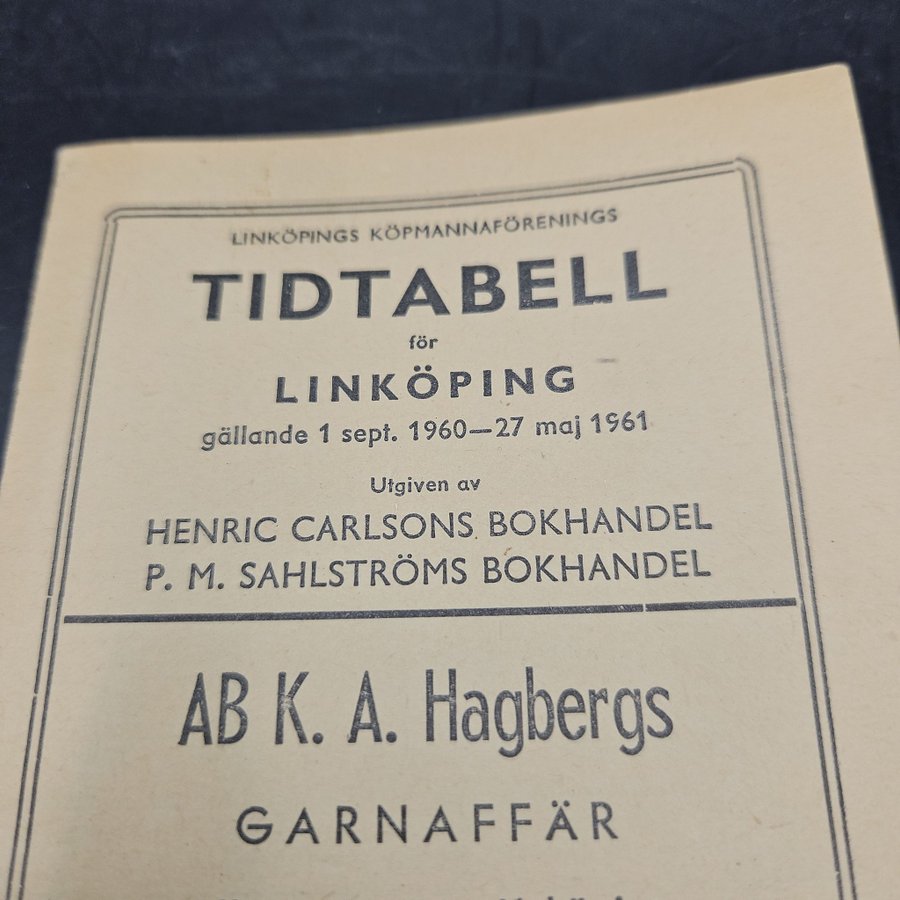 LINKÖPINGS KÖPMANNAFÖRENINGS
TIDTABELL
för
LINKÖPING
gällande 1 sept. 1960—27 maj 1961
Utgiven av
HENRIC CARLSONS BOKHANDEL
P. M. SAHLSTRÖMS BOKHANDEL
AB K. A. Hagbergs
GARNAFFÄR